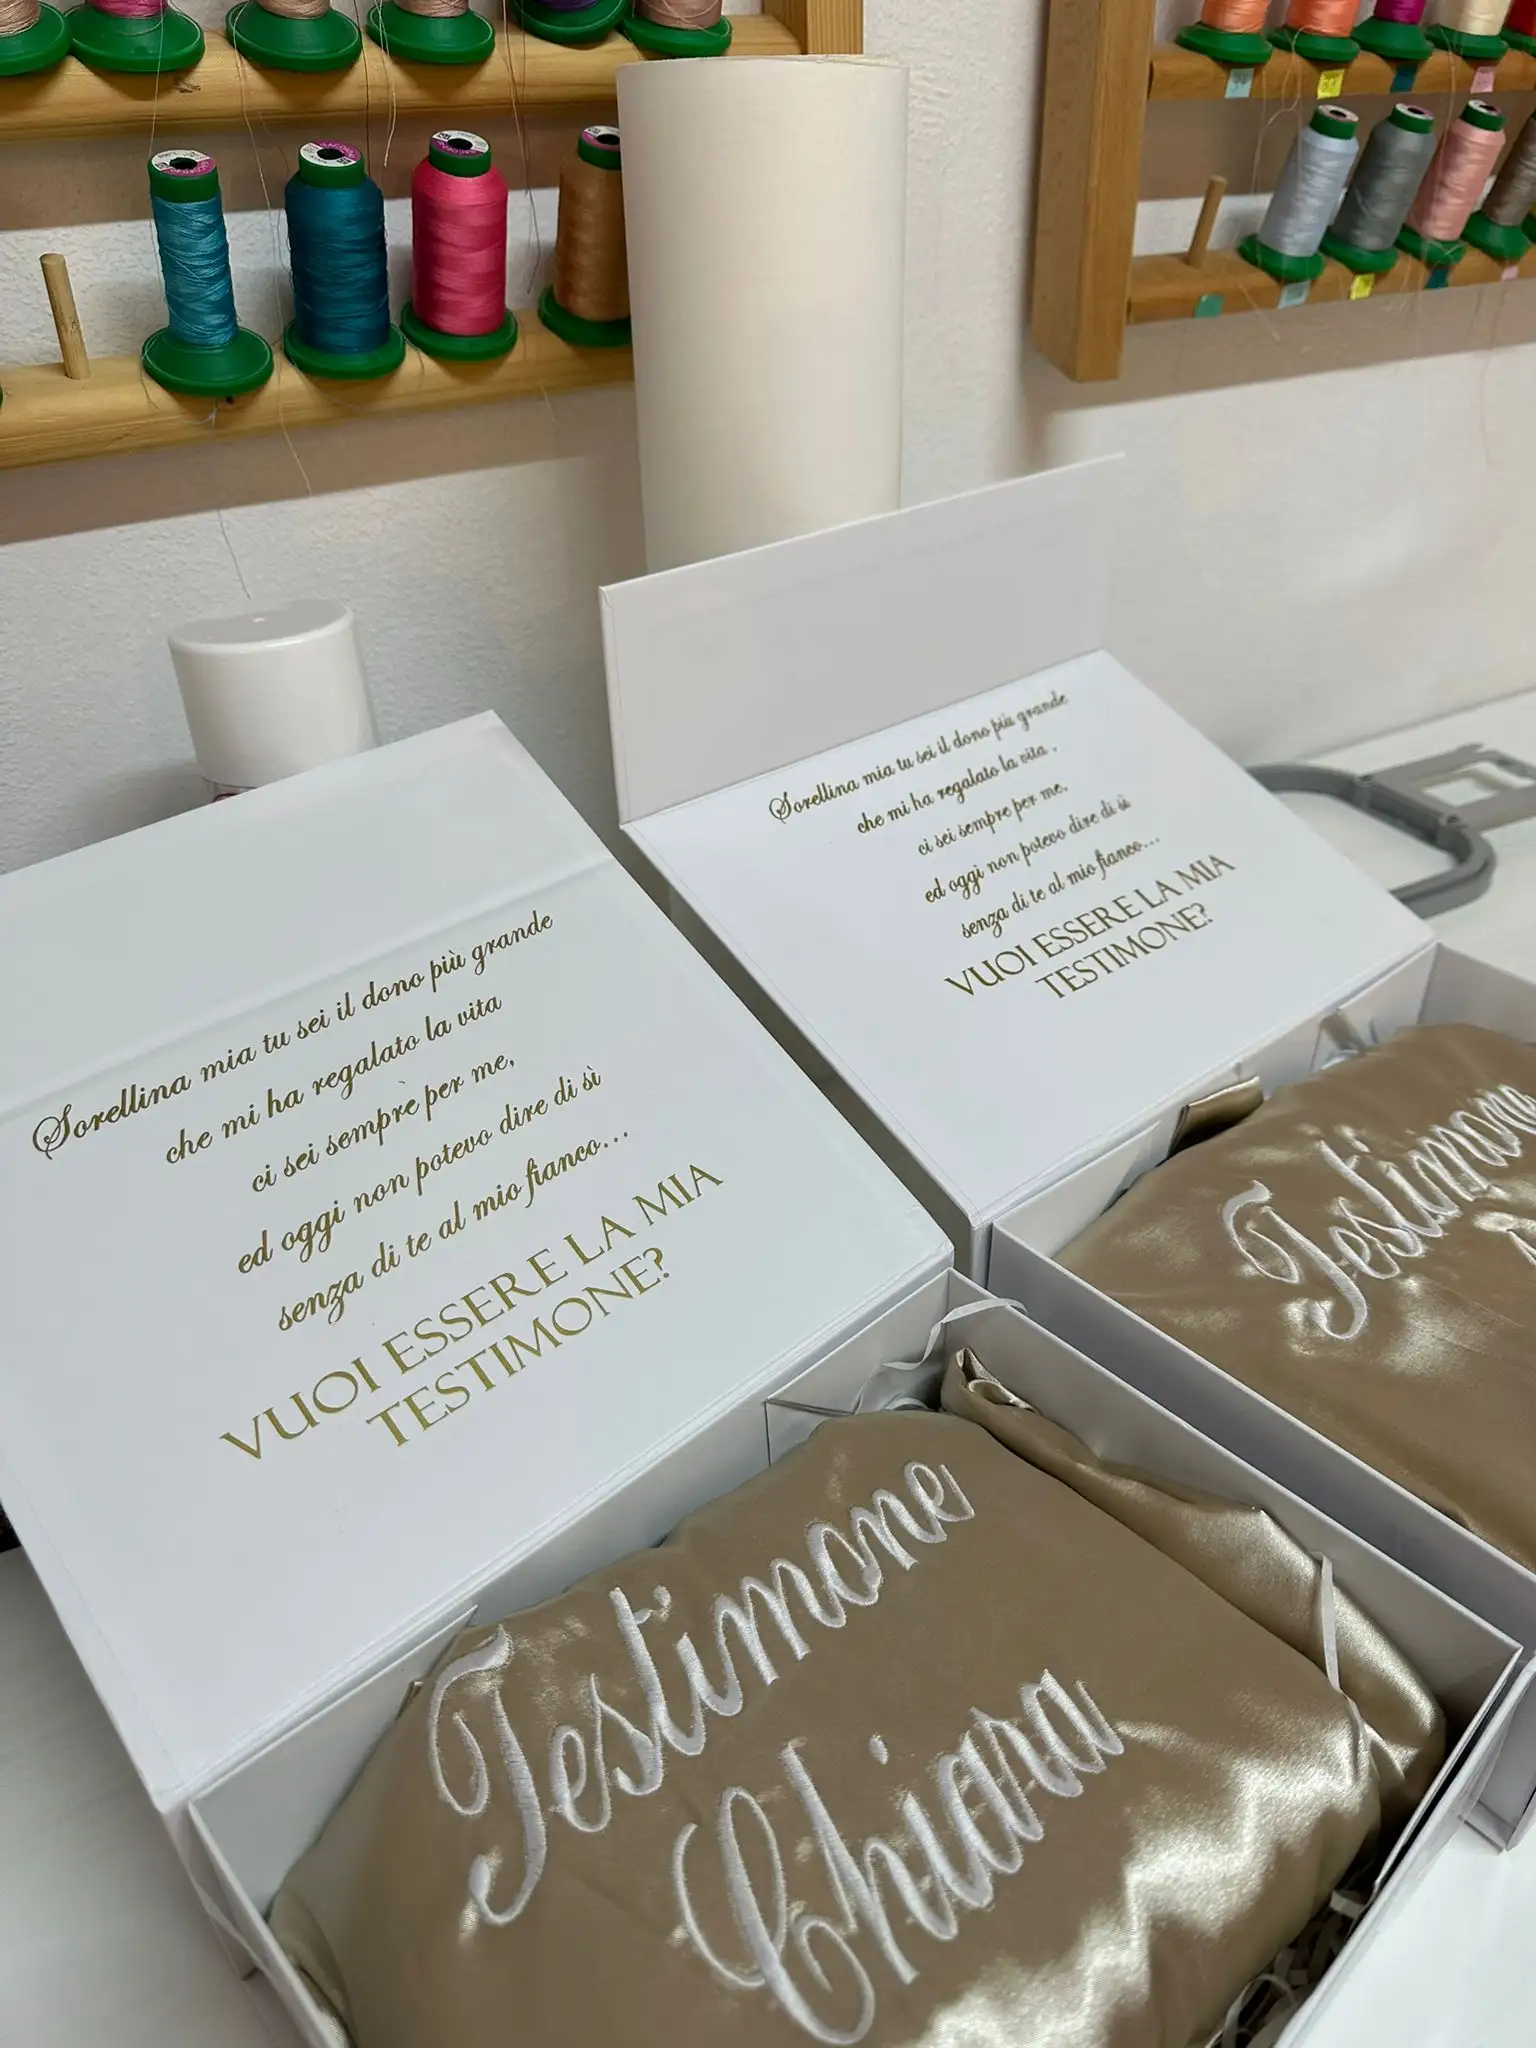 Sorellina mia tu sei il dono più grande
che mi ha regalato la vita
ci sei sempre per me,
ed oggi non potevo dire di sì
senza di te al mio fianco...
VUOI ESSERE LA MIA
TESTIMONE?
Sorellina mia tu sei il dono più grande
che mi ha regalato la vita .
ci sei sempre per me,
ed oggi non potevo dire di sì
senza di te al mio fianco...
VUOI ESSERE LA MIA
TESTIMONE?
Testimone
Chiara
Testimone